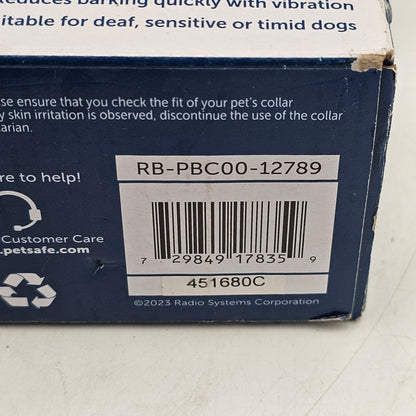 barking quickly with vibration
itable for deaf, sensitive or timid dogs
se ensure that you check the fit of your pet's collar
y skin irritation is observed, discontinue the use of the collar
arian.
re to help!
Customer Care
.petsafe.com
RB-PBC00-12789
7 29849 17835 9
451680C
©2023 Radio Systems Corporation